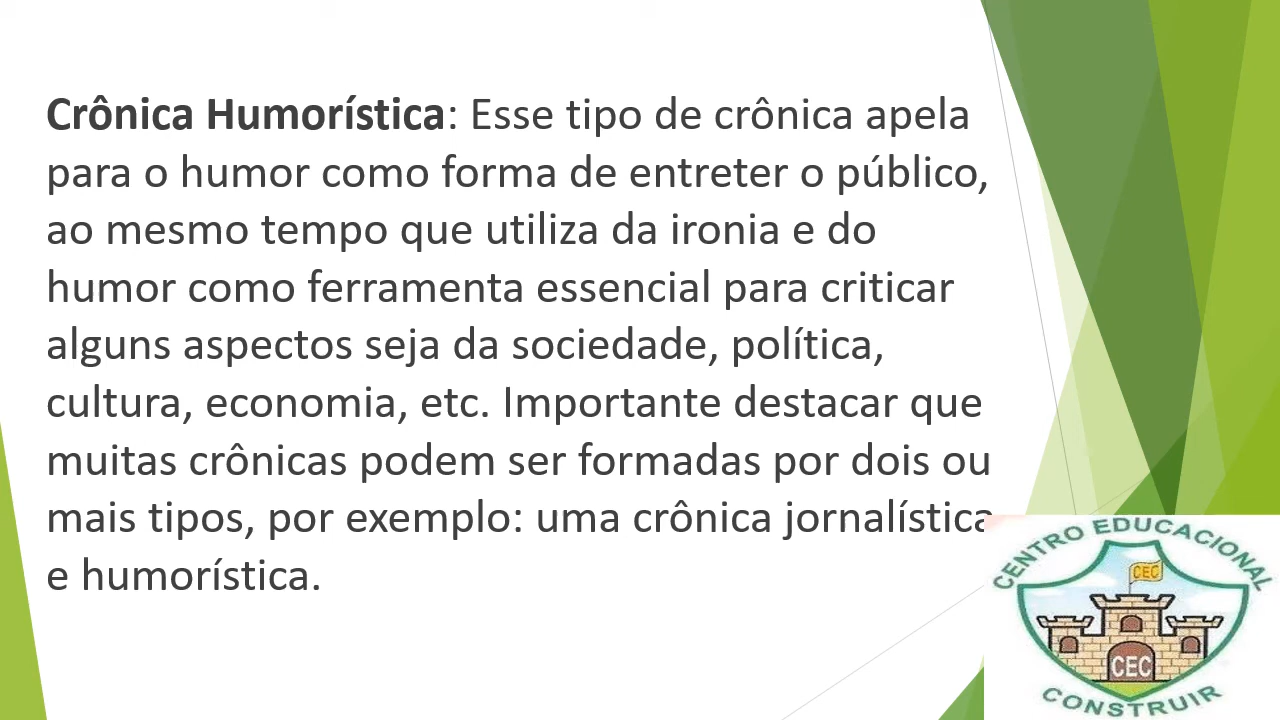 Crônica Humorística: Esse tipo de crônica apela
para o humor como forma de entreter o público,
ao mesmo tempo que utiliza da ironia e do
humor como ferramenta essencial para criticar
alguns aspectos seja da sociedade, política,
cultura, economia, etc. Importante destacar que
muitas crônicas podem ser formadas por dois ou
mais tipos, por exemplo: uma crônica jornalística
e humorística.
CENTRO EDUCACIONAL
CEC
CEC
CONSTRUIR